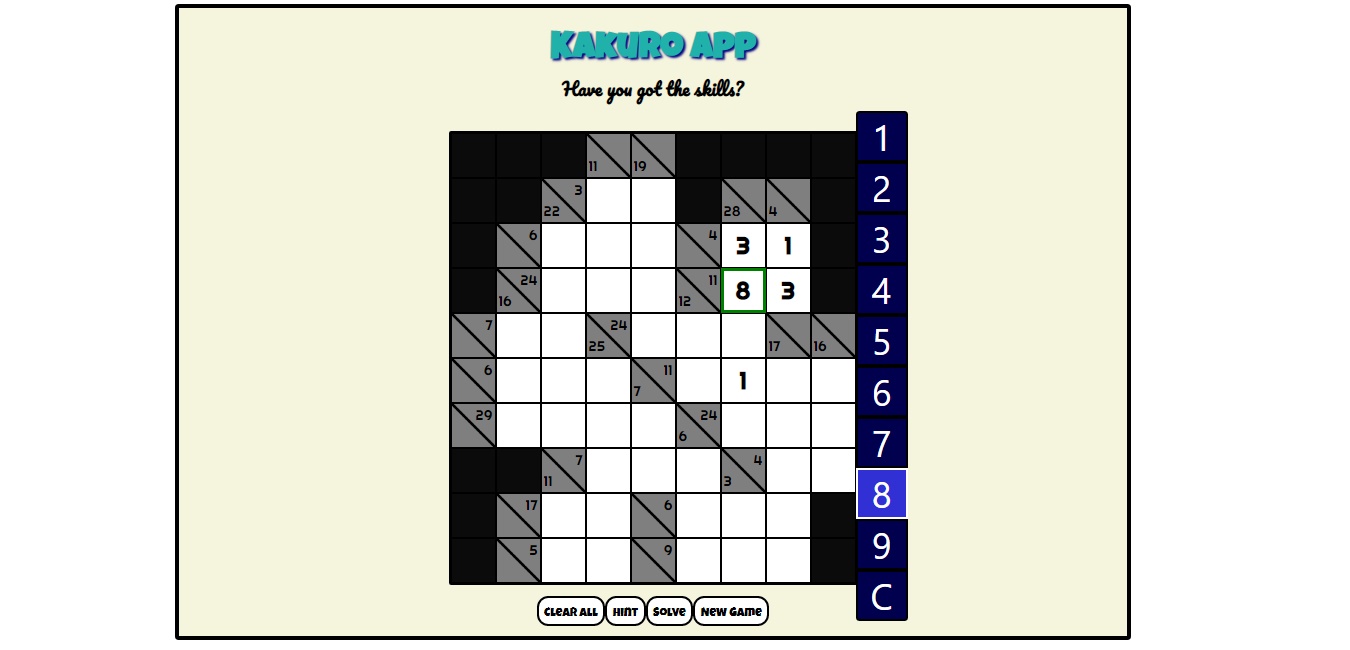 KAKURO APP
Have you got the skills?
11 19
3 22 28 4
6 4 3 1
24 16 11 12 8 3
7 24 25 17 16
6 11 7 1
29 24 6
7 11 4 3
17 6
5 9
1
2
3
4
5
6
7
8
9
C
CLEAR ALL HINT SOLVE NEW GAME